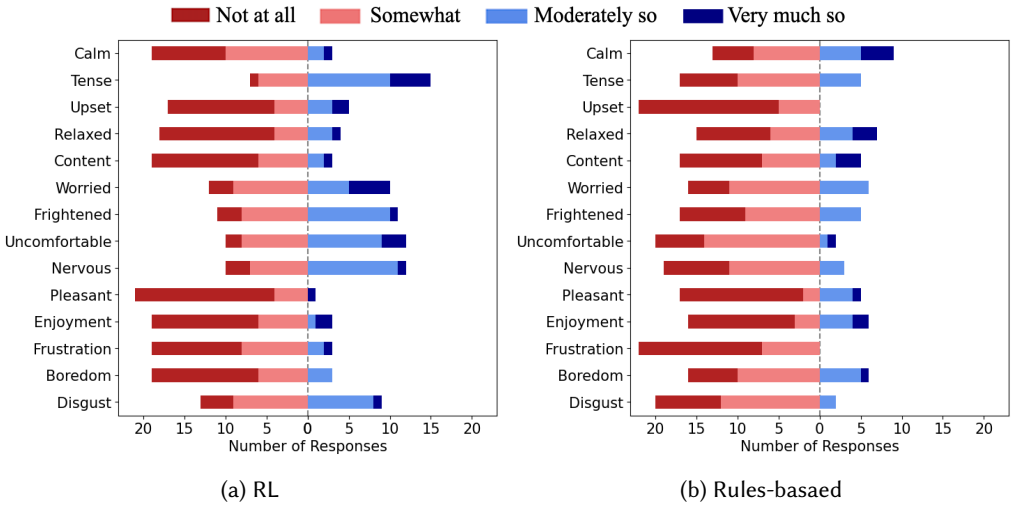 Not at all Somewhat Moderately so Very much so
Calm
Tense
Upset
Relaxed
Content
Worried
Frightened
Uncomfortable
Nervous
Pleasant
Enjoyment
Frustration
Boredom
Disgust
20 15 10 5 0 5 10 15 20
Number of Responses
(a) RL
Calm
Tense
Upset
Relaxed
Content
Worried
Frightened
Uncomfortable
Nervous
Pleasant
Enjoyment
Frustration
Boredom
Disgust
20 15 10 5 0 5 10 15 20
Number of Responses
(b) Rules-basaed